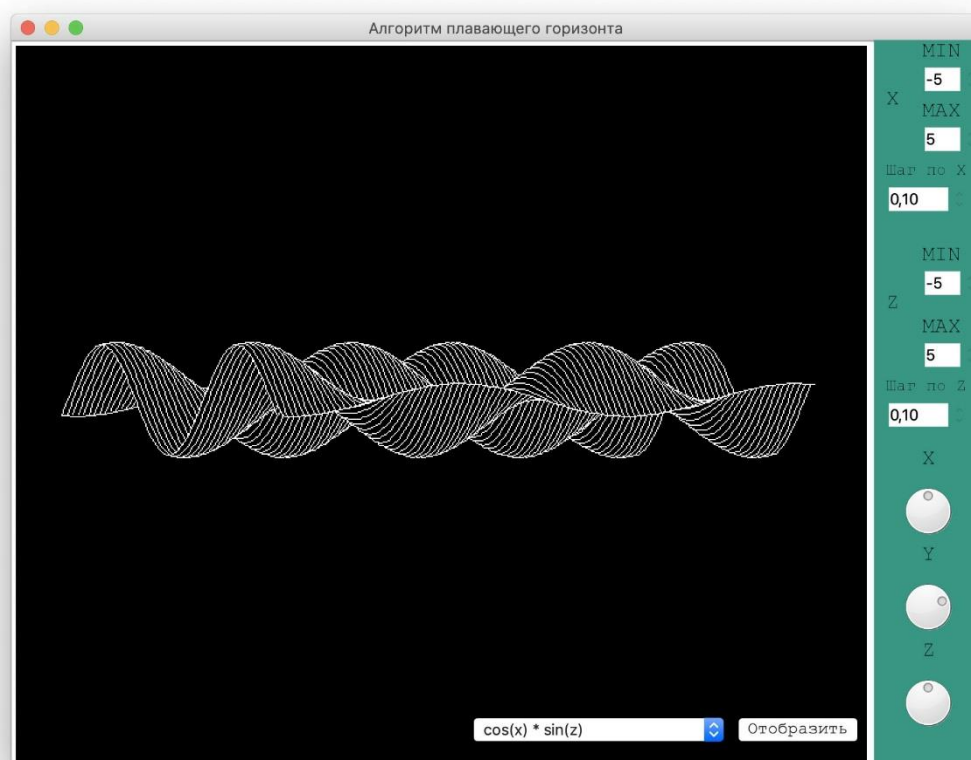 Алгоритм плавающего горизонта
MIN
-5
X
MAX
5
Шаг по X
0,10
MIN
-5
Z
MAX
5
Шаг по Z
0,10
X
Y
Z
cos(x) * sin(z)
Отобразить